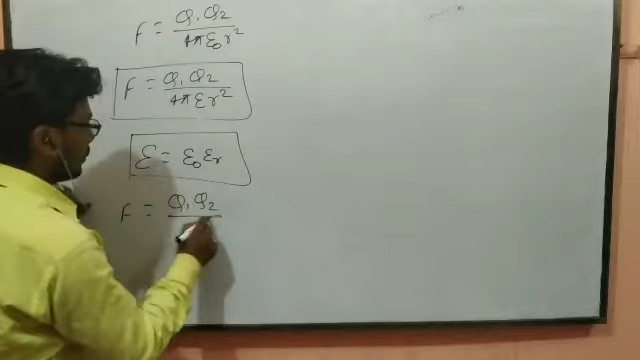 F = Q₁Q₂ / 4πε₀r²
F = Q₁Q₂ / 4πεr²
ε = ε₀εᵣ
F = Q₁Q₂ /